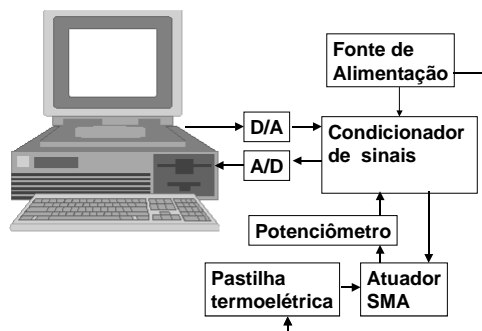 Fonte de
Alimentação
D/A
Condicionador
de sinais
A/D
Potenciômetro
Pastilha
termoelétrica
Atuador
SMA